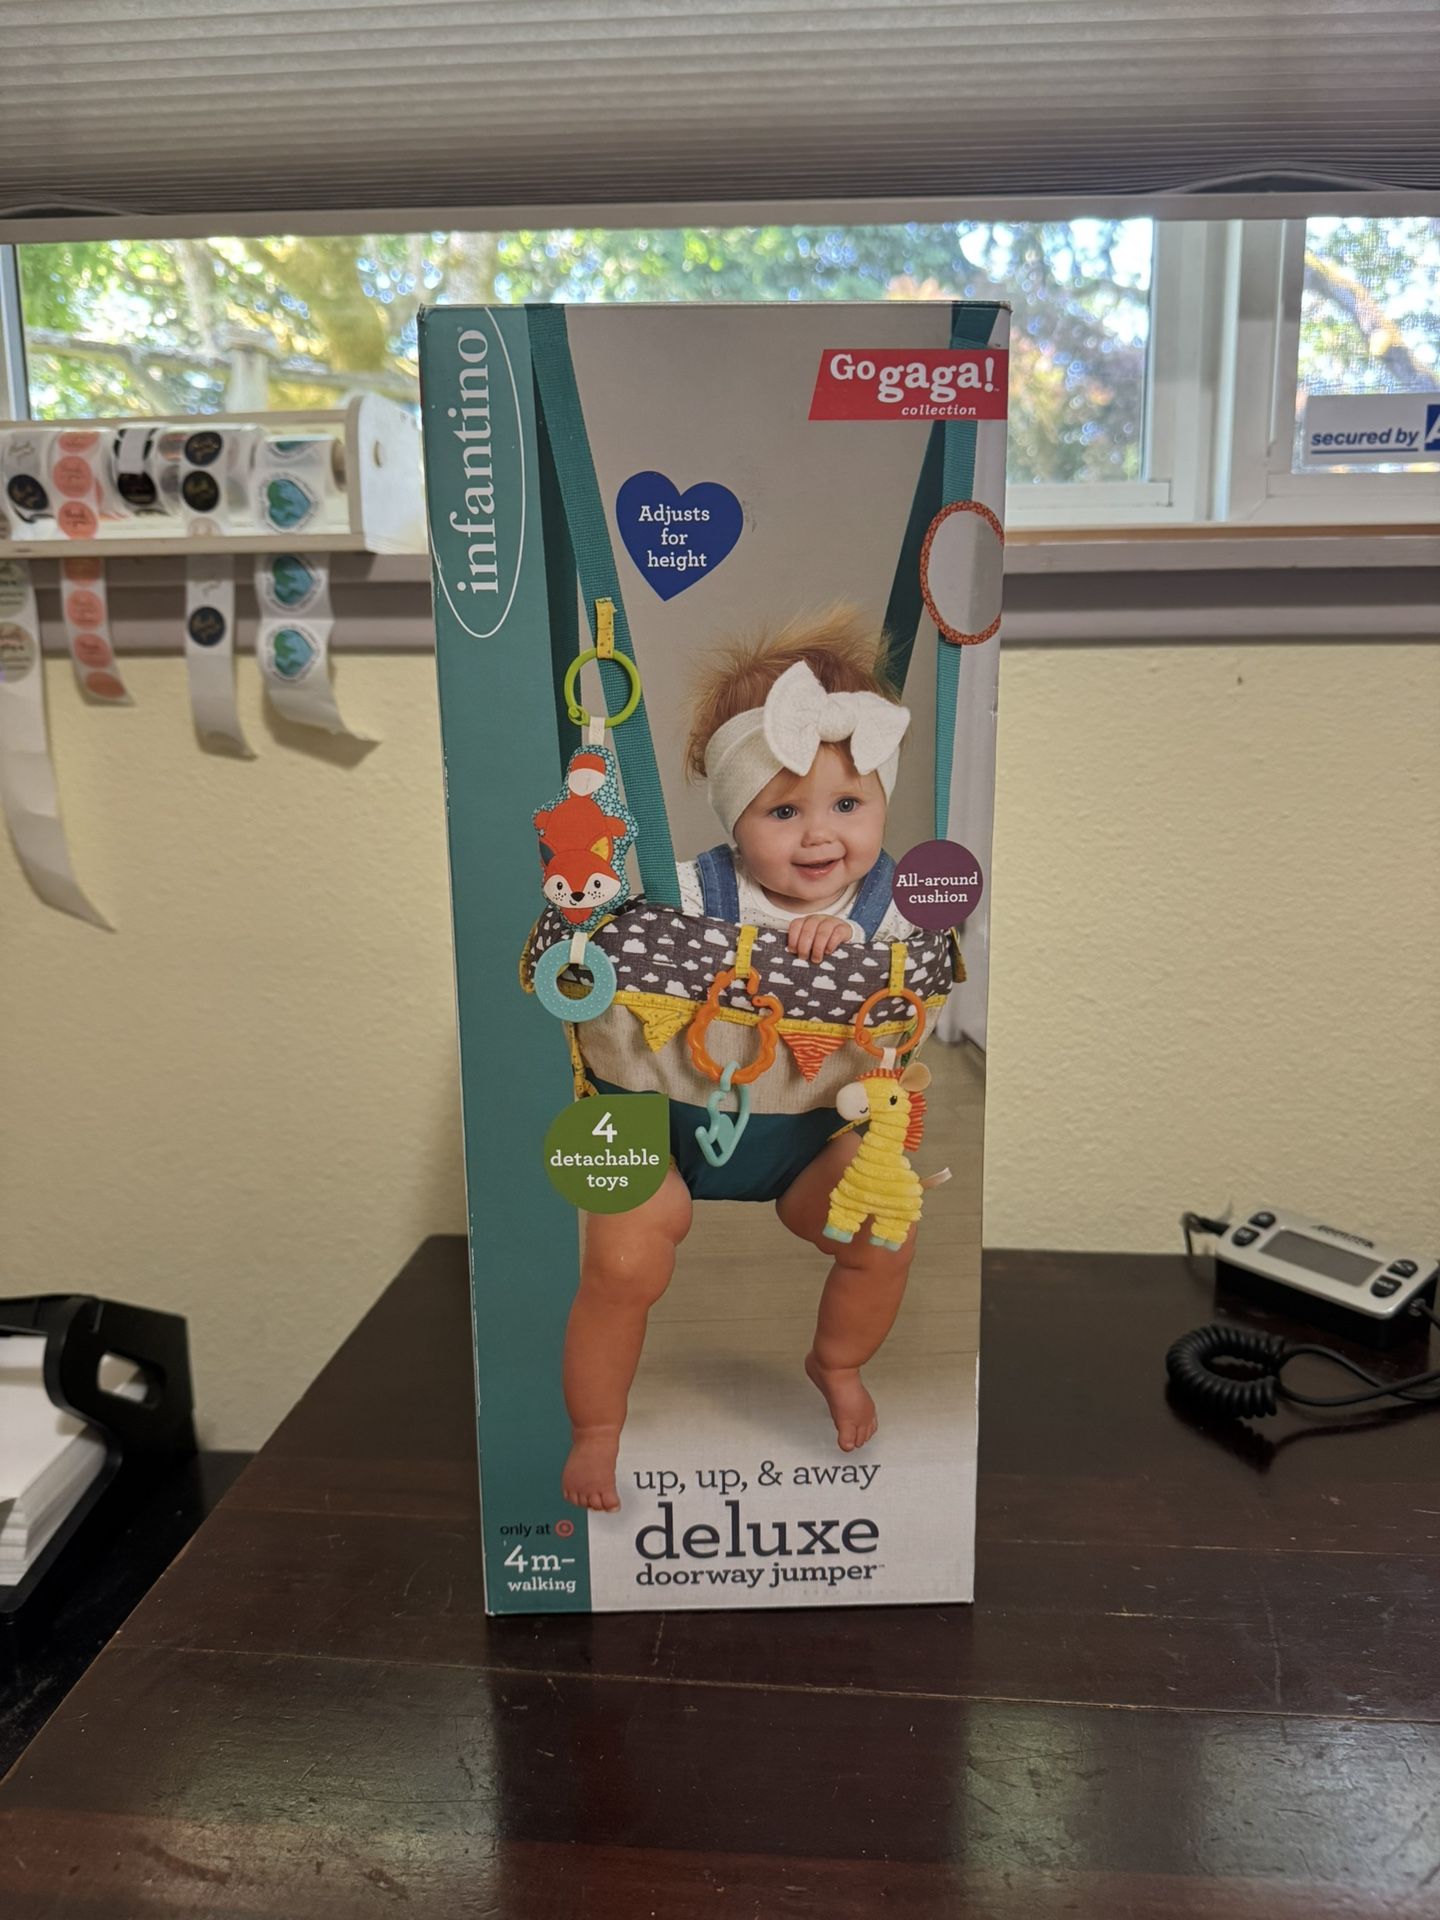 infantino
Go gaga!
collection
Adjusts
for
height
All-around
cushion
4
detachable
toys
up, up, & away
deluxe
doorway jumper™
only at
4m-
walking
secured by